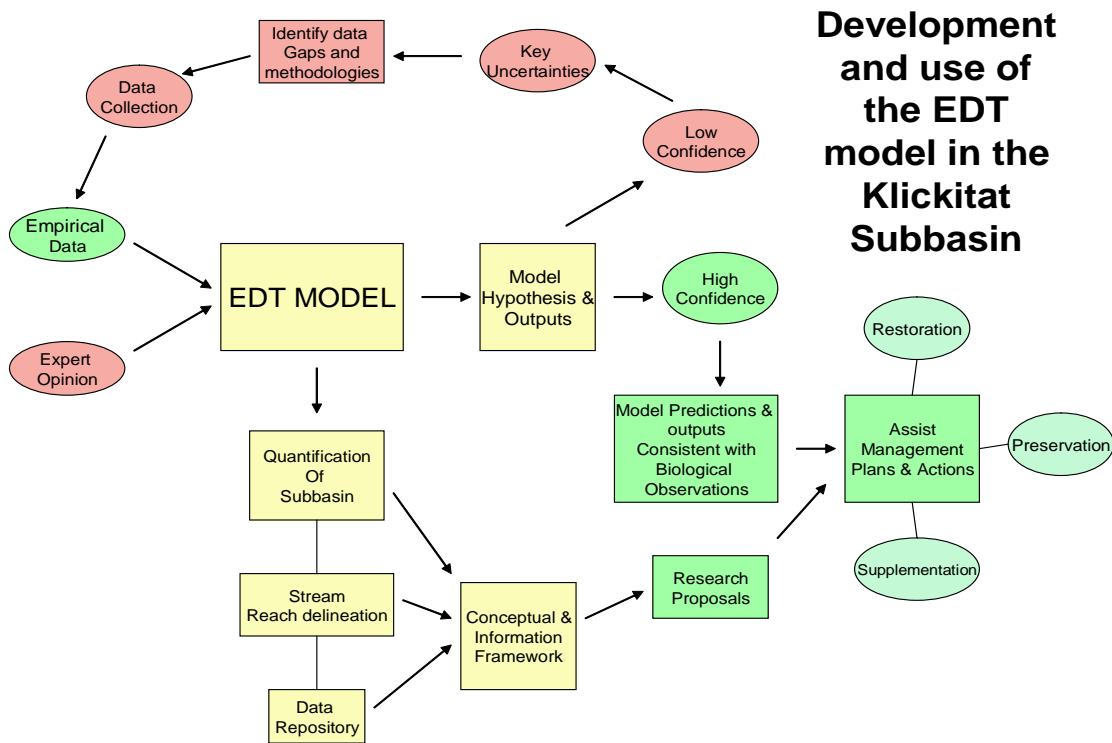 Development
and use of
the EDT
model in the
Klickitat
Subbasin
Identify data
Gaps and
methodologies
Key
Uncertainties
Data
Collection
Low
Confidence
Empirical
Data
EDT MODEL
Model
Hypothesis &
Outputs
High
Confidence
Expert
Opinion
Restoration
Model Predictions &
outputs
Consistent with
Biological
Observations
Assist
Management
Plans & Actions
Preservation
Supplementation
Quantification
Of
Subbasin
Stream
Reach delineation
Conceptual &
Information
Framework
Research
Proposals
Data
Repository